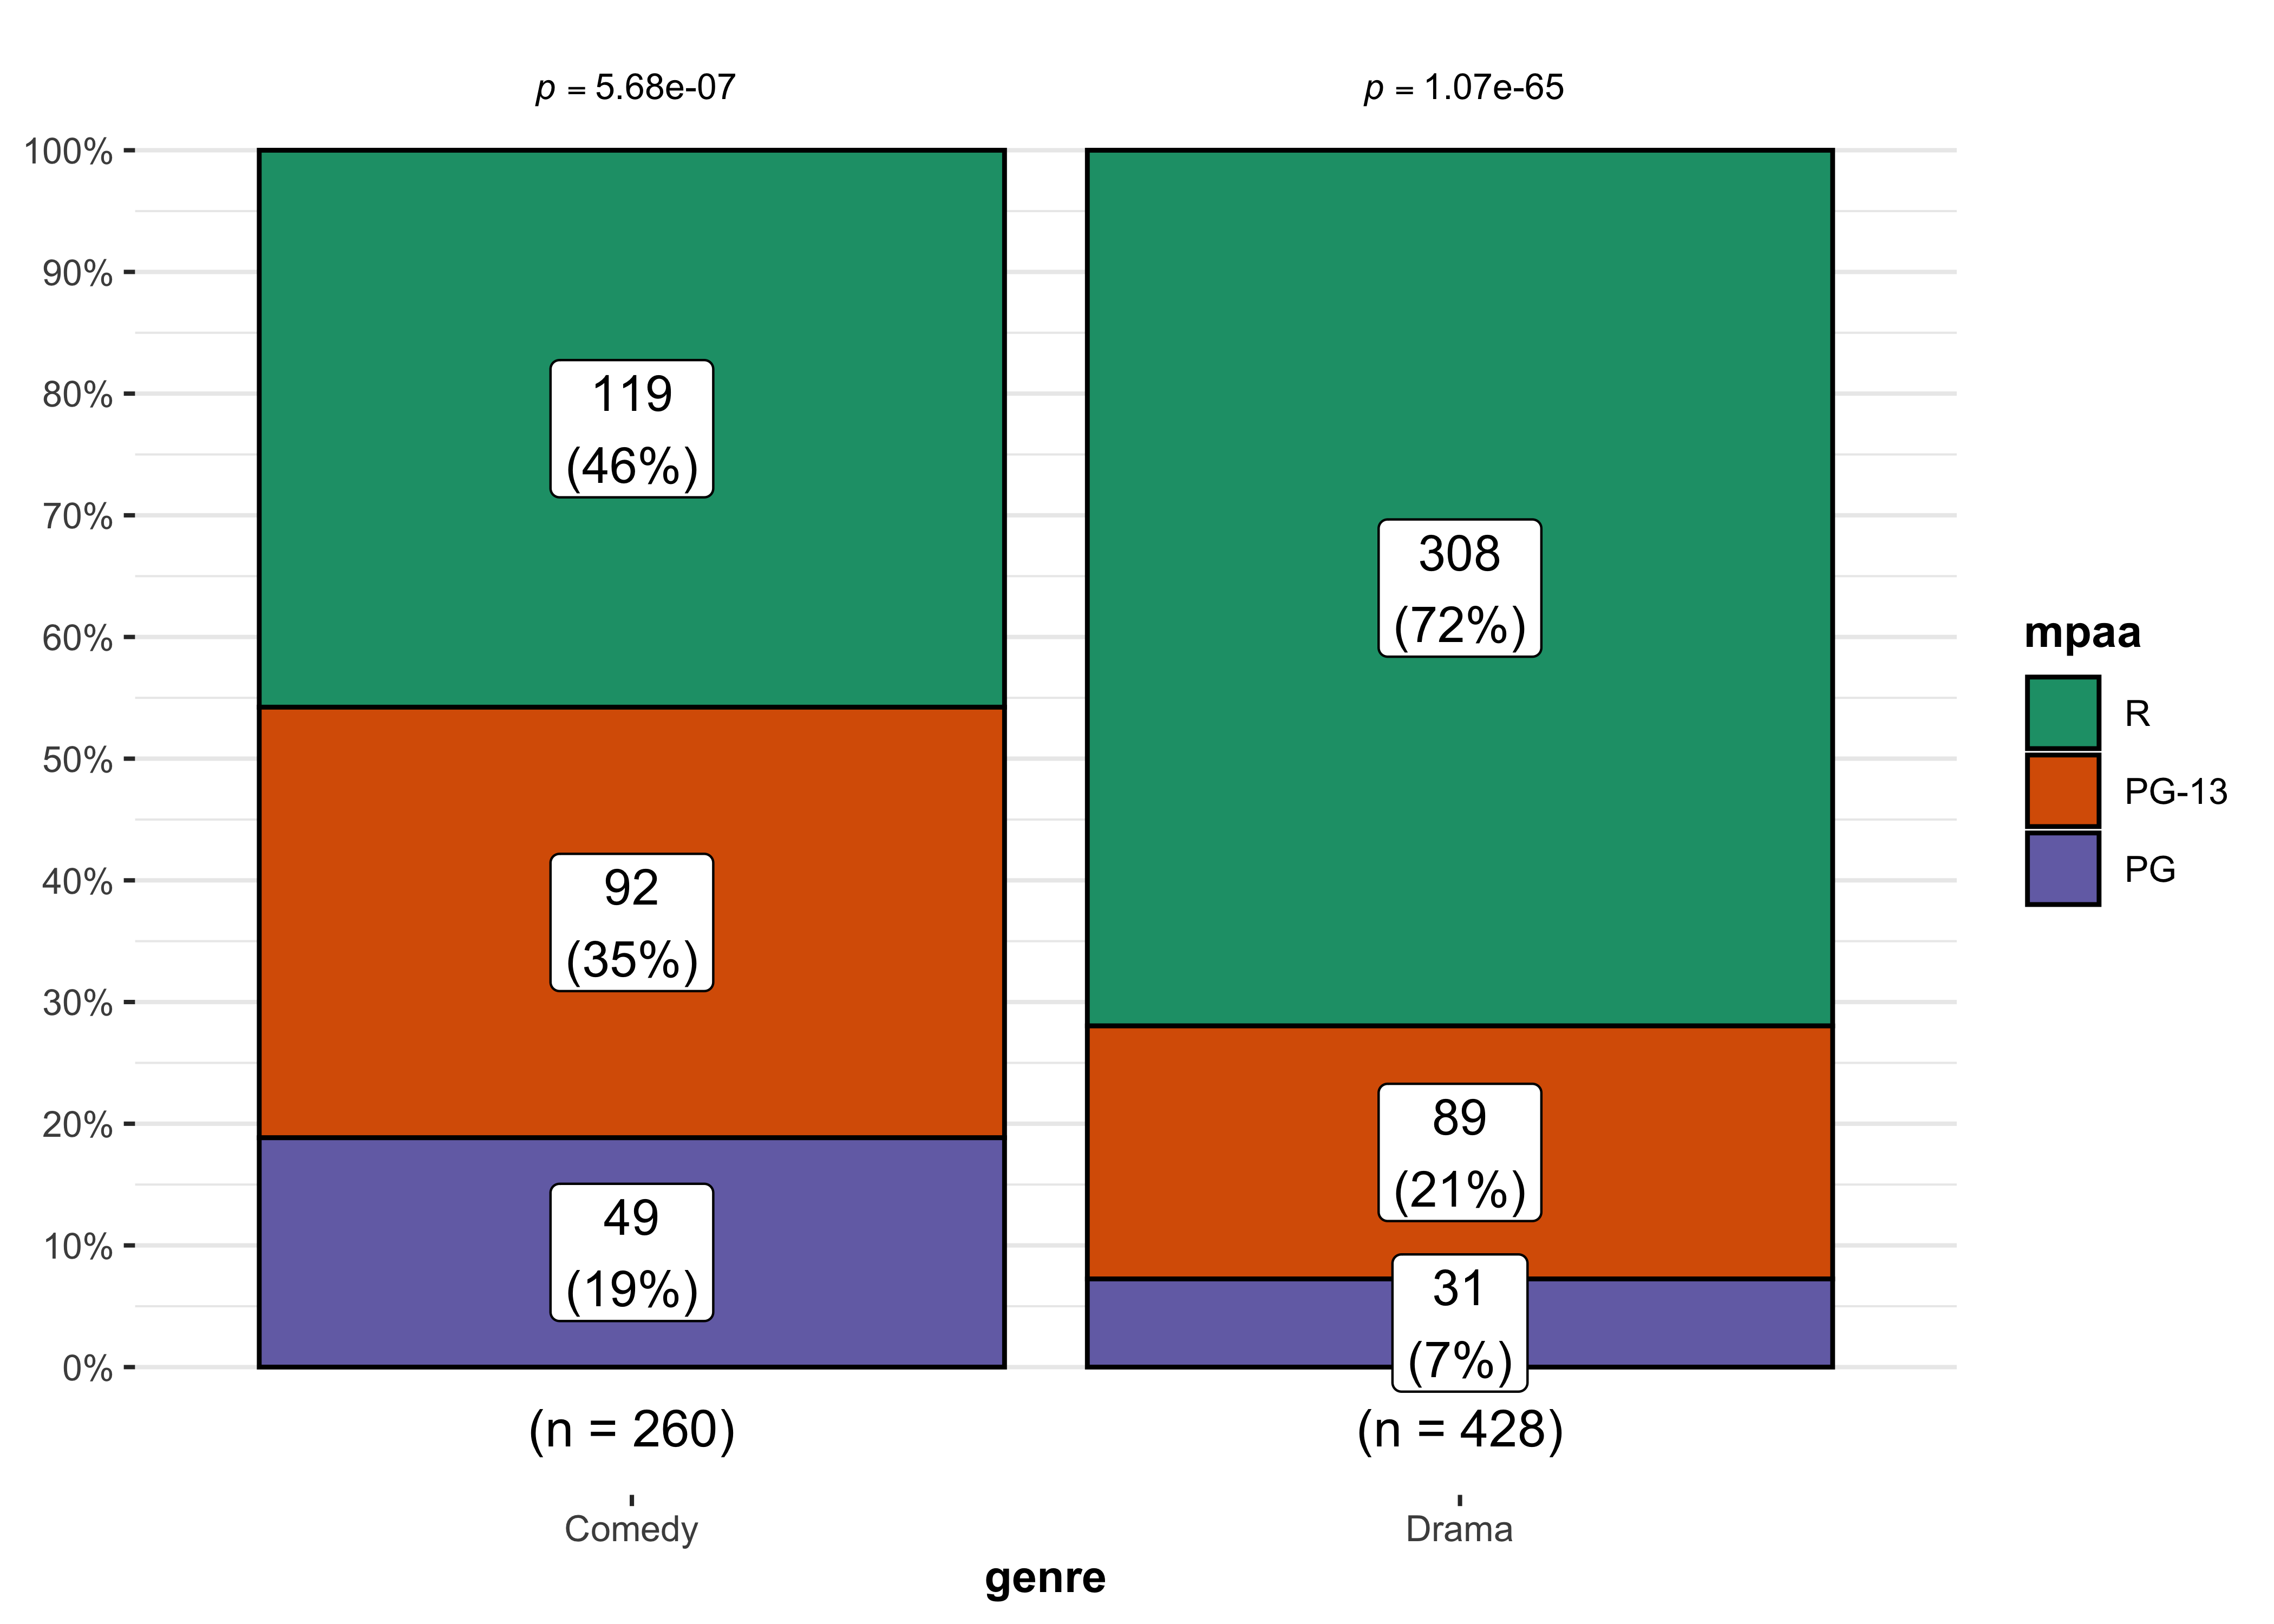 p = 5.68e-07
p = 1.07e-65
100%
90%
80%
70%
60%
50%
40%
30%
20%
10%
0%
119
(46%)
92
(35%)
49
(19%)
308
(72%)
89
(21%)
31
(7%)
(n = 260)
(n = 428)
Comedy
Drama
genre
mpaa
R
PG-13
PG